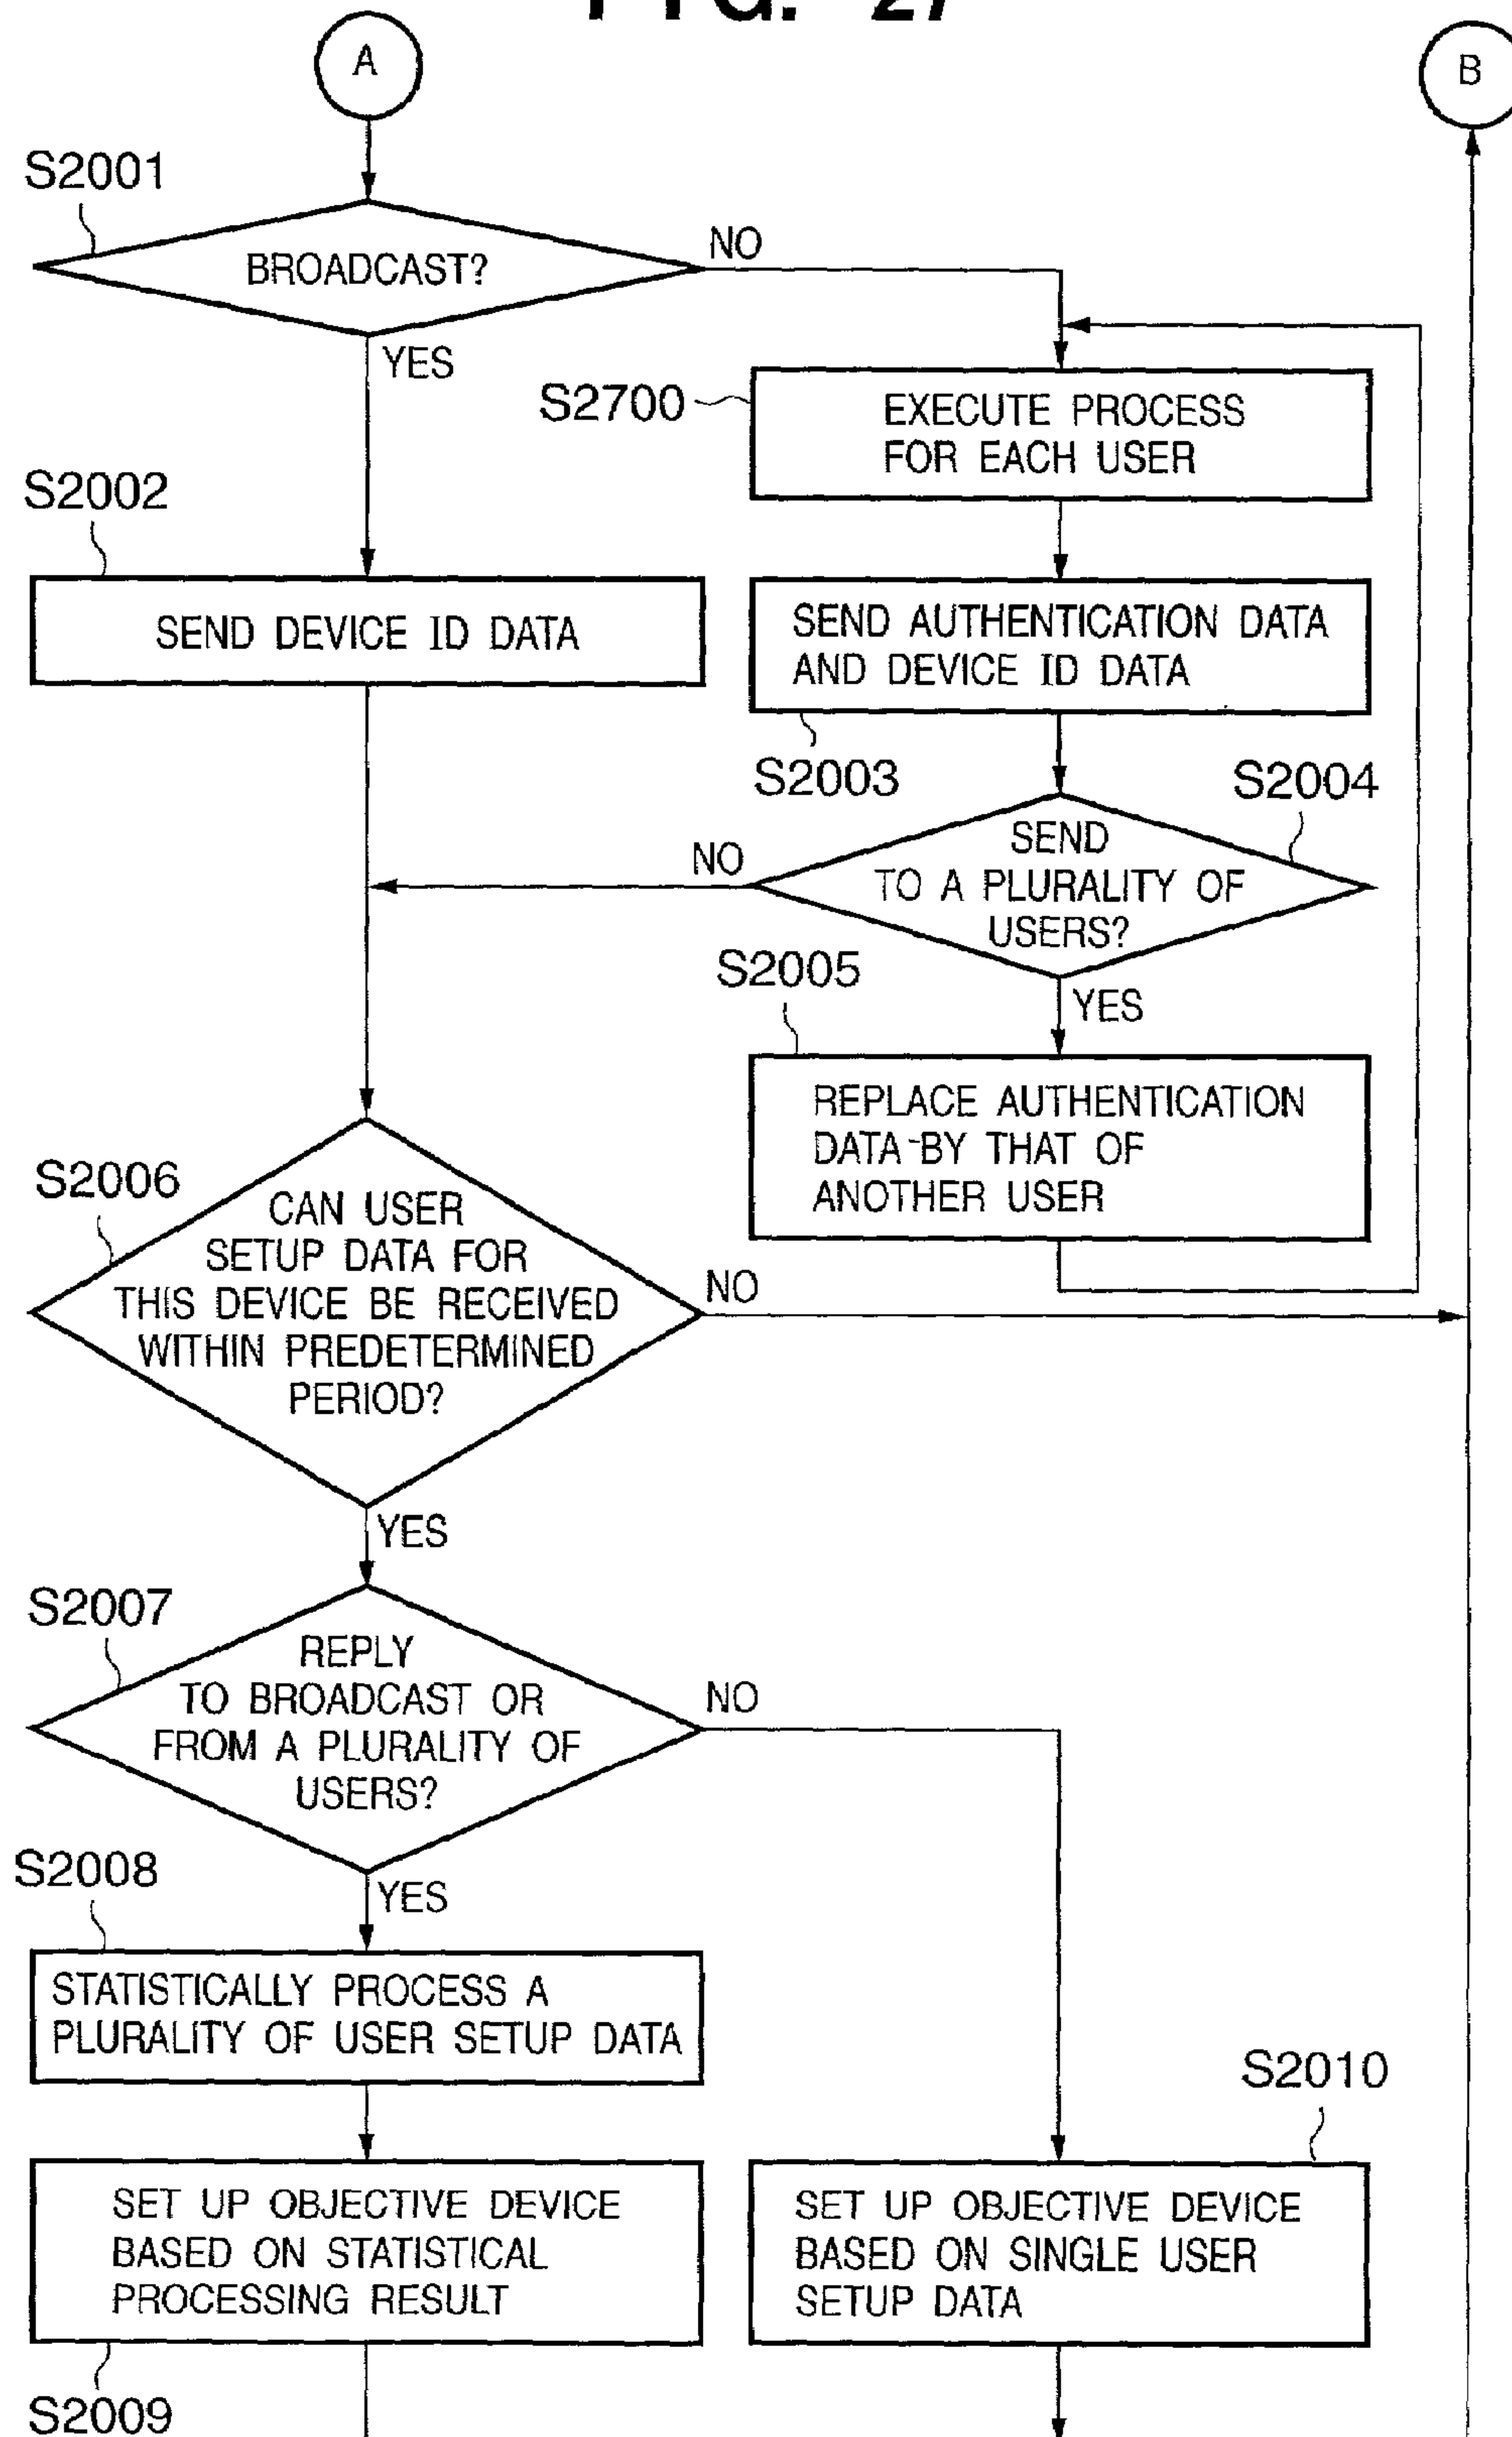 FIG. 27
A
B
S2001
BROADCAST?
NO
YES
S2700
EXECUTE PROCESS
FOR EACH USER
S2002
SEND DEVICE ID DATA
SEND AUTHENTICATION DATA
AND DEVICE ID DATA
S2003
S2004
SEND
TO A PLURALITY OF
USERS?
NO
YES
S2005
REPLACE AUTHENTICATION
DATA BY THAT OF
ANOTHER USER
S2006
CAN USER
SETUP DATA FOR
THIS DEVICE BE RECEIVED
WITHIN PREDETERMINED
PERIOD?
NO
YES
S2007
REPLY
TO BROADCAST OR
FROM A PLURALITY OF
USERS?
NO
YES
S2008
STATISTICALLY PROCESS A
PLURALITY OF USER SETUP DATA
S2010
SET UP OBJECTIVE DEVICE
BASED ON STATISTICAL
PROCESSING RESULT
SET UP OBJECTIVE DEVICE
BASED ON SINGLE USER
SETUP DATA
S2009